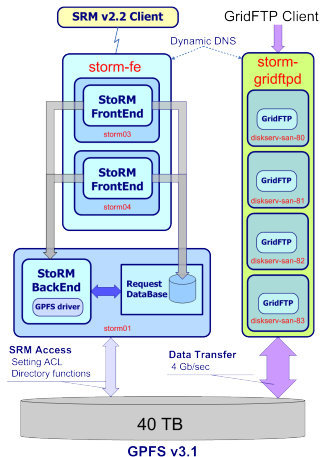 SRM v2.2 Client
GridFTP Client
Dynamic DNS
storm-fe
storm-
gridftpd
StoRM
FrontEnd
storm03
StoRM
FrontEnd
storm04
GridFTP
diskserv-san-80
GridFTP
diskserv-san-81
GridFTP
diskserv-san-82
GridFTP
diskserv-san-83
StoRM
BackEnd
GPFS driver
Request
DataBase
storm01
SRM Access
Setting ACL
Directory functions
Data Transfer
4 Gb/sec
40 TB
GPFS v3.1